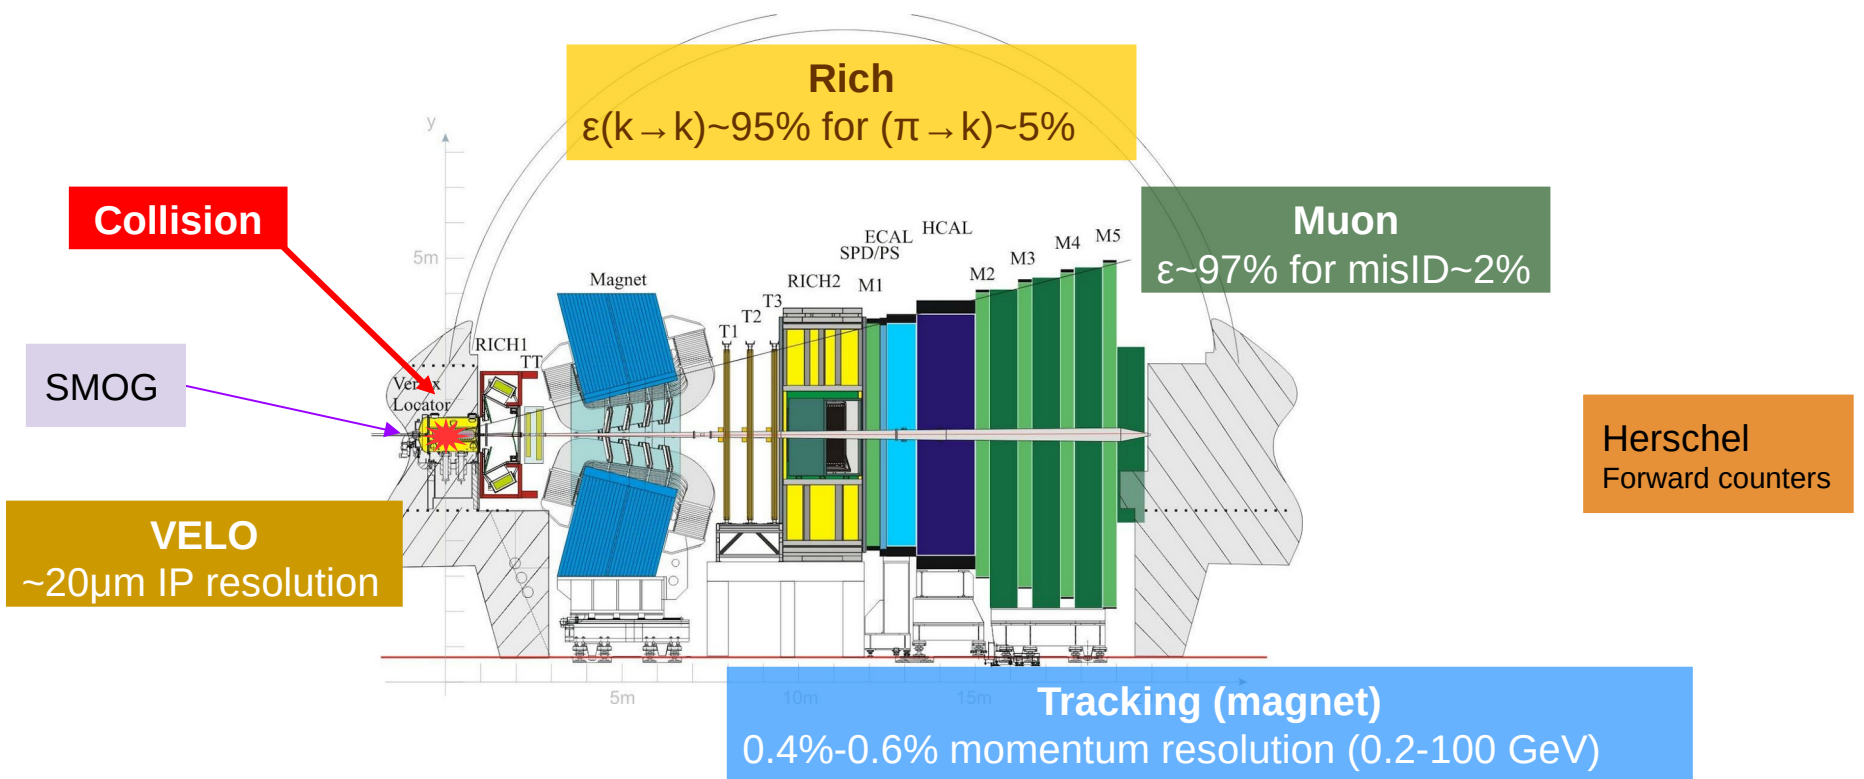 Rich
ε(k→k)~95% for (π→k)~5%
y
Collision
Muon
ε~97% for misID~2%
HCAL
ECAL
SPD/PS
M5
M4
M3
M2
5m
Magnet
RICH2
M1
T3
T2
T1
RICH1
TT
SMOG
Vertex
Locator
Herschel
Forward counters
VELO
~20μm IP resolution
5m
10m
15m
Tracking (magnet)
0.4%-0.6% momentum resolution (0.2-100 GeV)